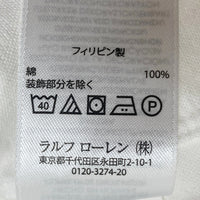 フィリピン製
綿 100%
装飾部分を除く
40 P
ラルフ ローレン (株)
東京都千代田区永田町2-10-1
0120-3274-20